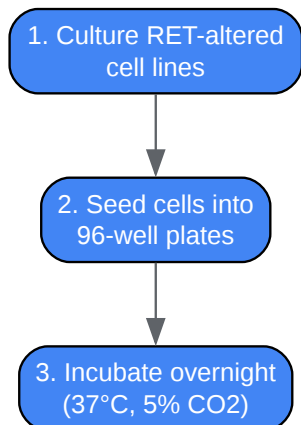 1. Culture RET-altered
cell lines
2. Seed cells into
96-well plates
3. Incubate overnight
(37°C, 5% CO2)